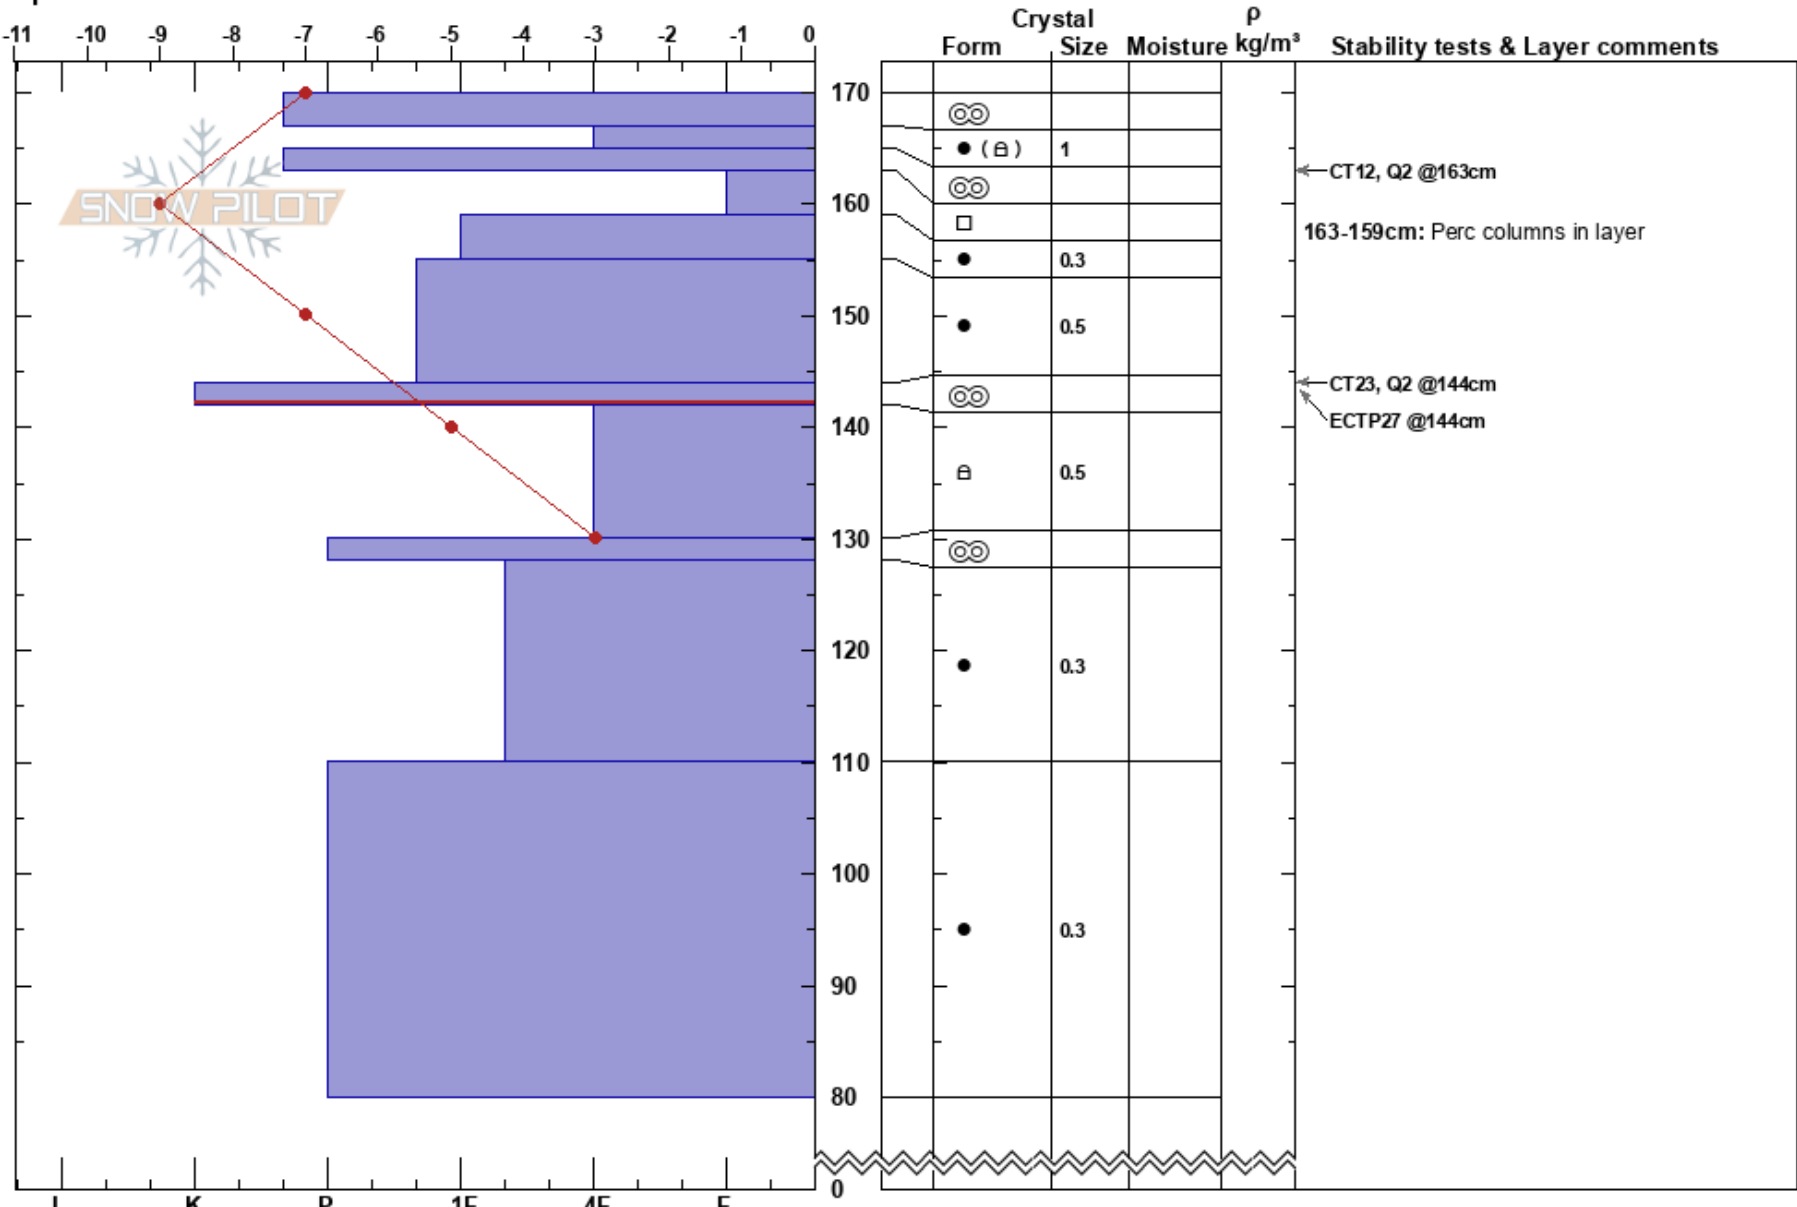 -11 -10 -9 -8 -7 -6 -5 -4 -3 -2 -1 0
Crystal ρ
Form Size Moisture kg/m³ Stability tests & Layer comments
170
1
CT12, Q2 @163cm
SNOW PILOT
160
163-159cm: Perc columns in layer
0.3
150
0.5
CT23, Q2 @144cm
ECTP27 @144cm
140
0.5
130
120
0.3
110
100
0.3
90
80
0
K P 1F 4F F